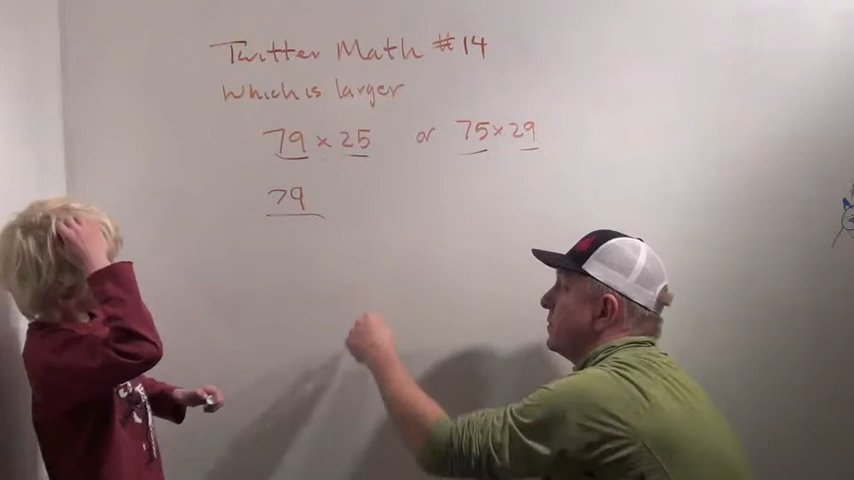 Twitter Math #14
Which is larger
79 × 25 or 75 × 29
79